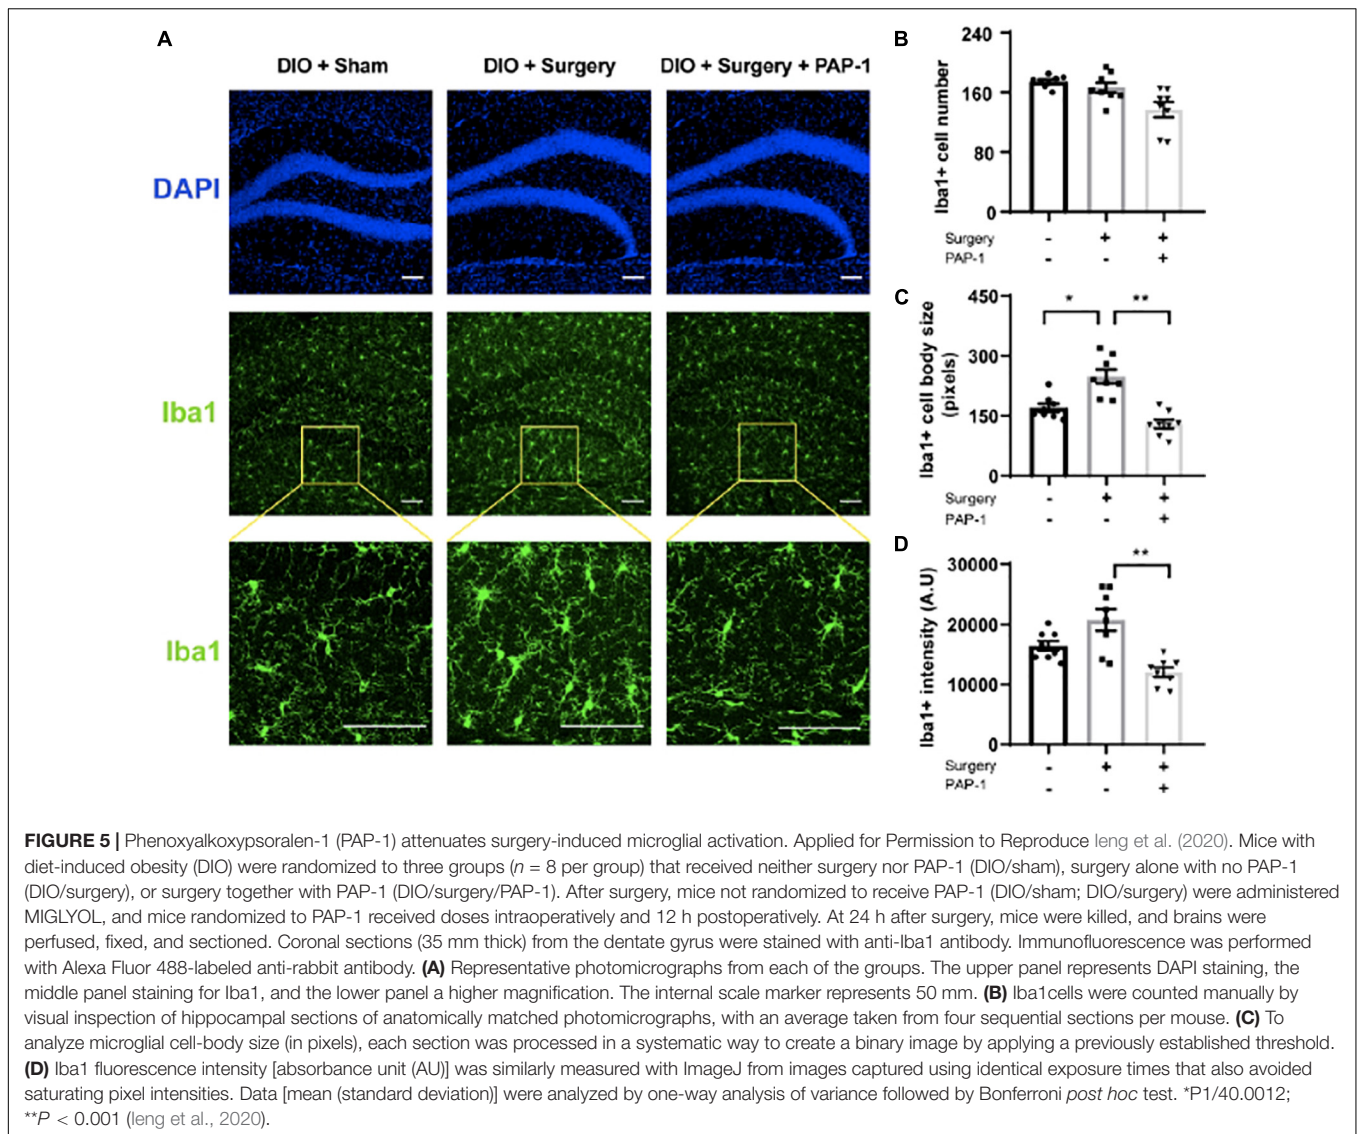 A
DIO + Sham
DIO + Surgery
DIO + Surgery + PAP-1
DAPI
Iba1
Iba1
B
Iba1+ cell number
240
160
80
0
Surgery - + +
PAP-1 - - +
C
Iba1+ cell body size
(pixels)
450
300
150
0
* **
Surgery - + +
PAP-1 - - +
D
Iba1+ intensity (A.U)
30000
20000
10000
0
**
Surgery - + +
PAP-1 - - +
FIGURE 5 | Phenoxyalkoxypsoralen-1 (PAP-1) attenuates surgery-induced microglial activation. Applied for Permission to Reproduce Ieng et al. (2020). Mice with
diet-induced obesity (DIO) were randomized to three groups (n = 8 per group) that received neither surgery nor PAP-1 (DIO/sham), surgery alone with no PAP-1
(DIO/surgery), or surgery together with PAP-1 (DIO/surgery/PAP-1). After surgery, mice not randomized to receive PAP-1 (DIO/sham; DIO/surgery) were administered
MIGLYOL, and mice randomized to PAP-1 received doses intraoperatively and 12 h postoperatively. At 24 h after surgery, mice were killed, and brains were
perfused, fixed, and sectioned. Coronal sections (35 mm thick) from the dentate gyrus were stained with anti-Iba1 antibody. Immunofluorescence was performed
with Alexa Fluor 488-labeled anti-rabbit antibody. (A) Representative photomicrographs from each of the groups. The upper panel represents DAPI staining, the
middle panel staining for Iba1, and the lower panel a higher magnification. The internal scale marker represents 50 mm. (B) Iba1cells were counted manually by
visual inspection of hippocampal sections of anatomically matched photomicrographs, with an average taken from four sequential sections per mouse. (C) To
analyze microglial cell-body size (in pixels), each section was processed in a systematic way to create a binary image by applying a previously established threshold.
(D) Iba1 fluorescence intensity [absorbance unit (AU)] was similarly measured with ImageJ from images captured using identical exposure times that also avoided
saturating pixel intensities. Data [mean (standard deviation)] were analyzed by one-way analysis of variance followed by Bonferroni post hoc test. *P1/40.0012;
**P < 0.001 (Ieng et al., 2020).